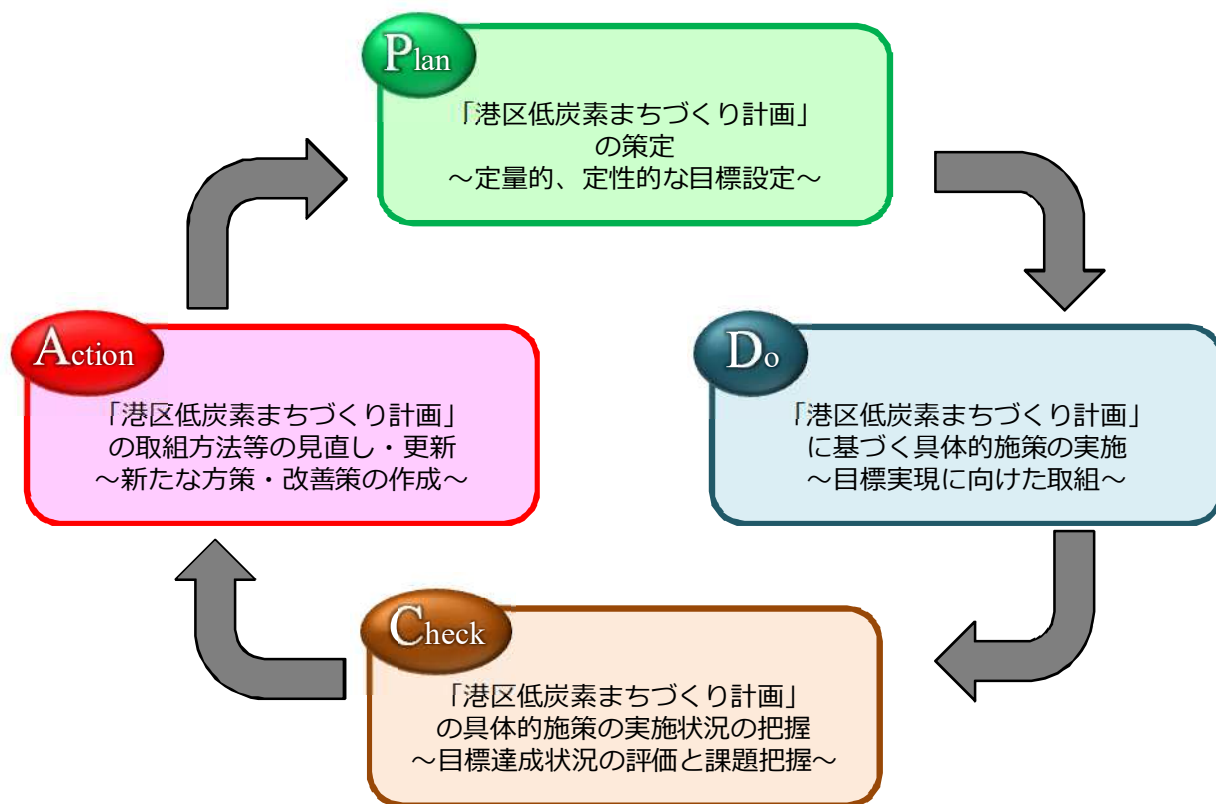 Plan
「港区低炭素まちづくり計画」
の策定
~定量的、定性的な目標設定~
Do
「港区低炭素まちづくり計画」
に基づく具体的施策の実施
~目標実現に向けた取組~
Check
「港区低炭素まちづくり計画」
の具体的施策の実施状況の把握
~目標達成状況の評価と課題把握~
Action
「港区低炭素まちづくり計画」
の取組方法等の見直し・更新
~新たな方策・改善策の作成~